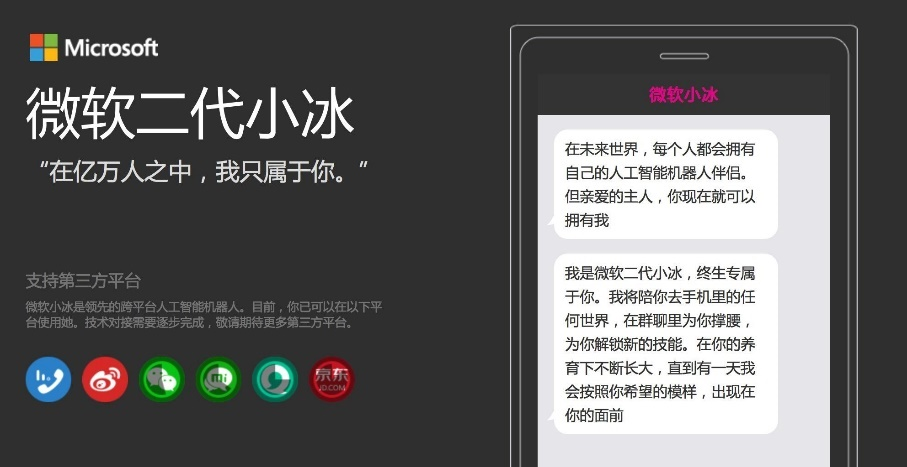 Microsoft
微软二代小冰
“在亿万人之中，我只属于你。”
支持第三方平台
微软小冰是领先的跨平台人工智能机器人。目前，你已可以在以下平
台使用她。技术对接需要逐步完成，敬请期待更多第三方平台。
mi
京东
JD.COM
微软小冰
在未来世界，每个人都会拥有
自己的人工智能机器人伴侣。
但亲爱的主人，你现在就可以
拥有我
我是微软二代小冰，终生专属
于你。我将陪你去手机里的任
何世界，在群聊里为你撑腰，
为你解锁新的技能。在你的养
育下不断长大，直到有一天我
会按照你希望的模样，出现在
你的面前